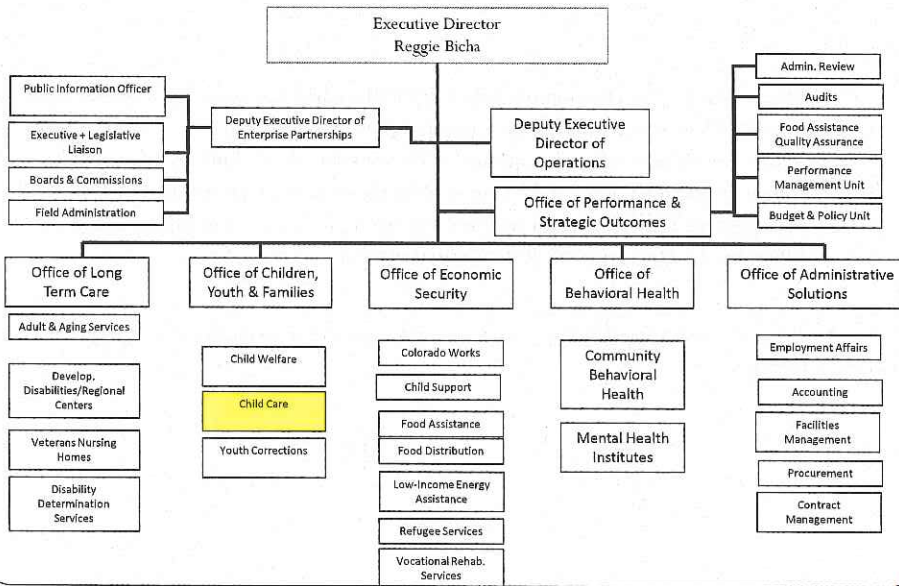 Executive Director
Reggie Bicha
Public Information Officer
Executive + Legislative
Liaison
Boards & Commissions
Field Administration
Deputy Executive Director of
Enterprise Partnerships
Deputy Executive
Director of
Operations
Office of Performance &
Strategic Outcomes
Admin. Review
Audits
Food Assistance
Quality Assurance
Performance
Management Unit
Budget & Policy Unit
Office of Long
Term Care
Adult & Aging Services
Develop.
Disabilities/Regional
Centers
Veterans Nursing
Homes
Disability
Determination
Services
Office of Children,
Youth & Families
Child Welfare
Child Care
Youth Corrections
Office of Economic
Security
Colorado Works
Child Support
Food Assistance
Food Distribution
Low-Income Energy
Assistance
Refugee Services
Vocational Rehab.
Services
Office of
Behavioral Health
Community
Behavioral
Health
Mental Health
Institutes
Office of Administrative
Solutions
Employment Affairs
Accounting
Facilities
Management
Procurement
Contract
Management